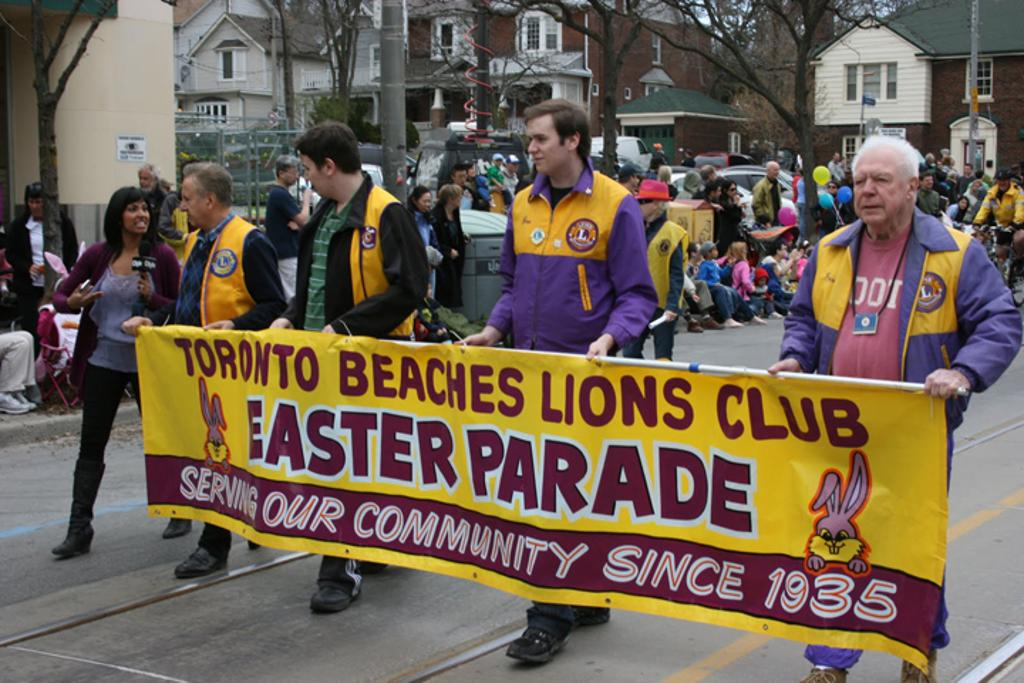 TORONTO BEACHES LIONS CLUB
EASTER PARADE
SERVING OUR COMMUNITY SINCE 1935
L